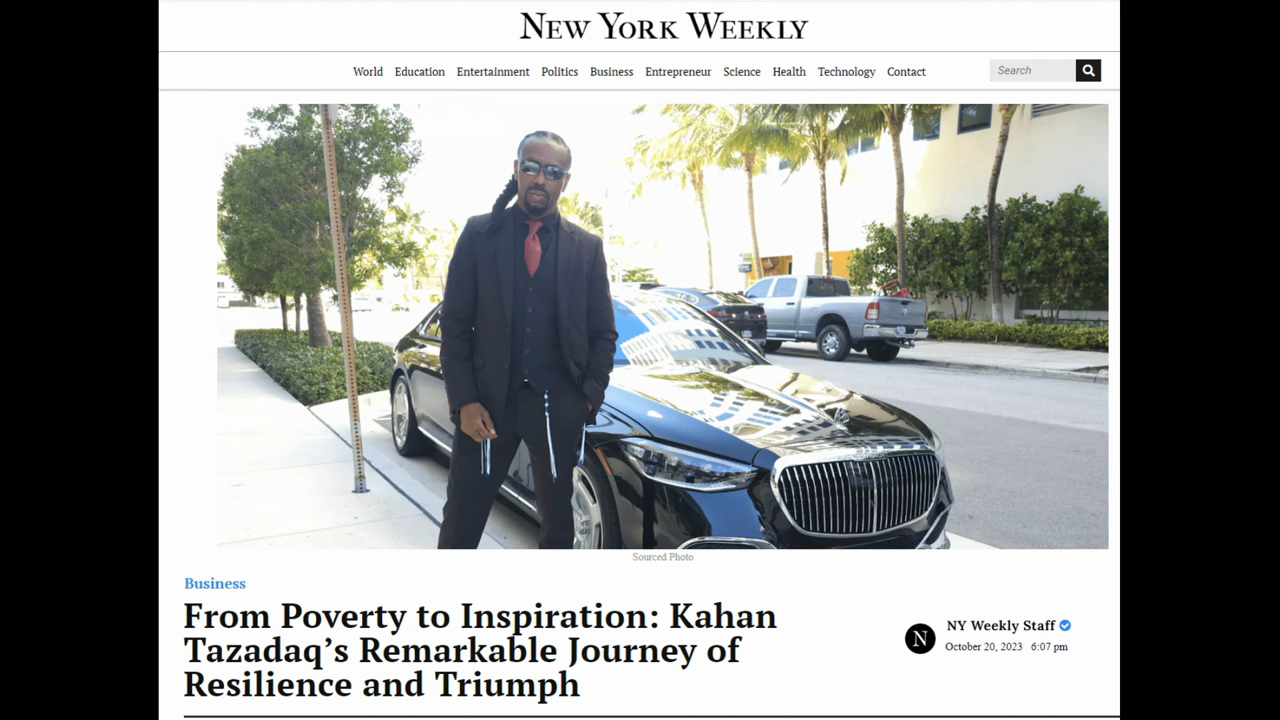 NEW YORK WEEKLY
World Education Entertainment Politics Business Entrepreneur Science Health Technology Contact
Search
Sourced Photo
Business
From Poverty to Inspiration: Kahan
Tazadaq's Remarkable Journey of
Resilience and Triumph
N
NY Weekly Staff
October 20, 2023 6:07 pm